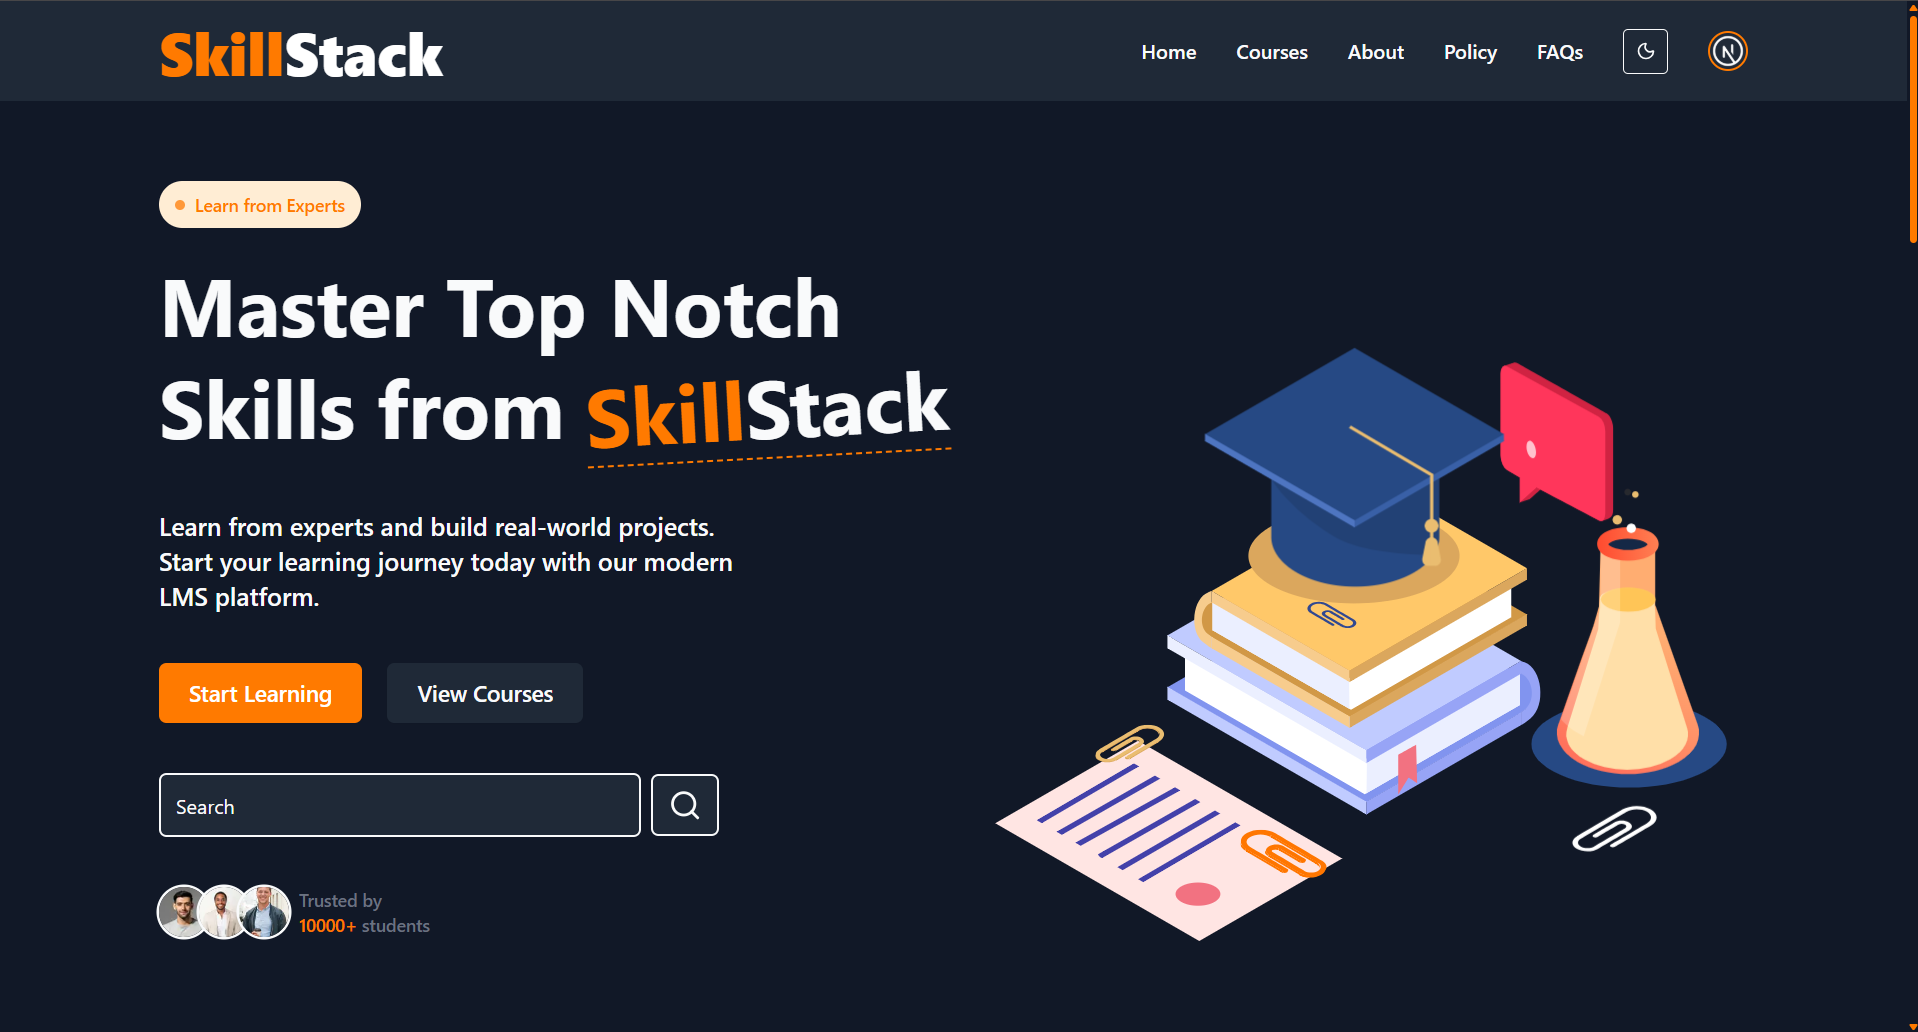 SkillStack
Home Courses About Policy FAQs
Learn from Experts
Master Top Notch
Skills from SkillStack
Learn from experts and build real-world projects.
Start your learning journey today with our modern
LMS platform.
Start Learning View Courses
Search
Trusted by
10000+ students